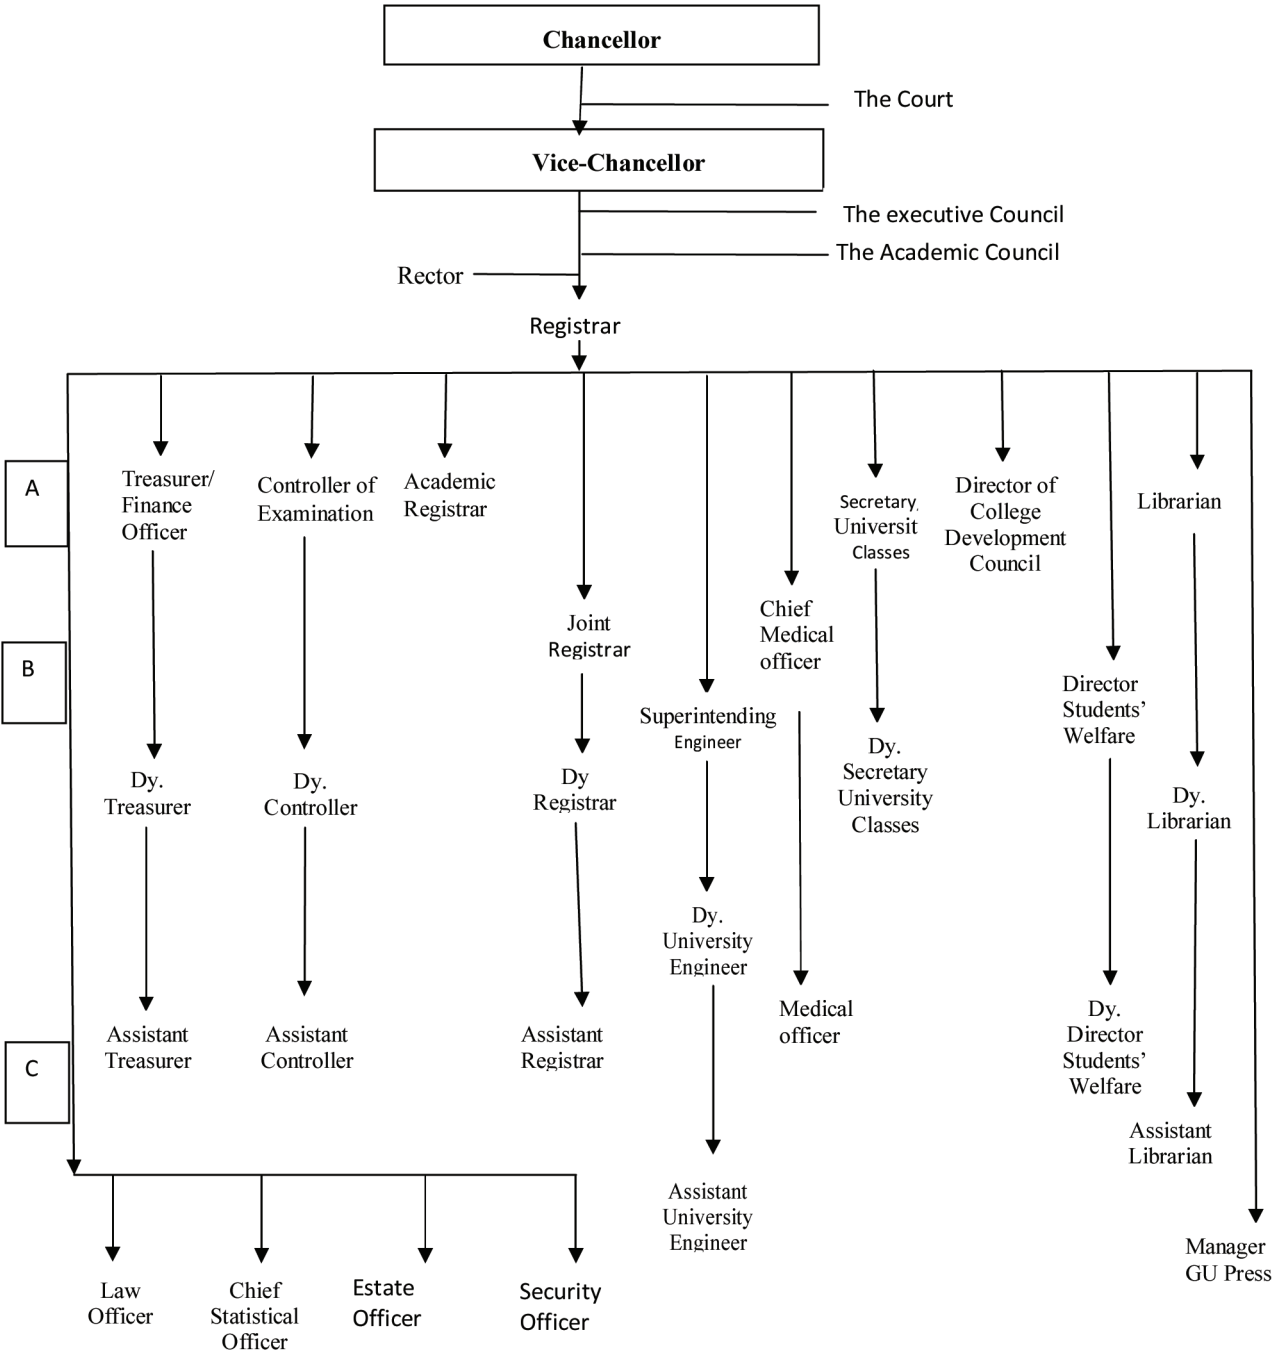 Chancellor
The Court
Vice-Chancellor
The executive Council
The Academic Council
Rector
Registrar
A
Treasurer/
Finance
Officer
Controller of
Examination
Academic
Registrar
Secretary,
Universit
Classes
Director of
College
Development
Council
Librarian
Joint
Registrar
Chief
Medical
officer
B
Superintending
Engineer
Director
Students’
Welfare
Dy.
Treasurer
Dy.
Controller
Dy
Registrar
Dy.
Secretary
University
Classes
Dy.
Librarian
Dy.
University
Engineer
Medical
officer
Dy.
Director
Students’
Welfare
C
Assistant
Treasurer
Assistant
Controller
Assistant
Registrar
Assistant
Librarian
Assistant
University
Engineer
Manager
GU Press
Law
Officer
Chief
Statistical
Officer
Estate
Officer
Security
Officer